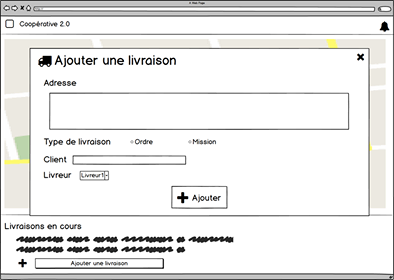 A Web Page
Coopérative 2.0
Ajouter une livraison
Adresse
Type de livraison Ordre Mission
Client
Livreur Livreur1
Ajouter
Livraisons en cours
Ajouter une livraison